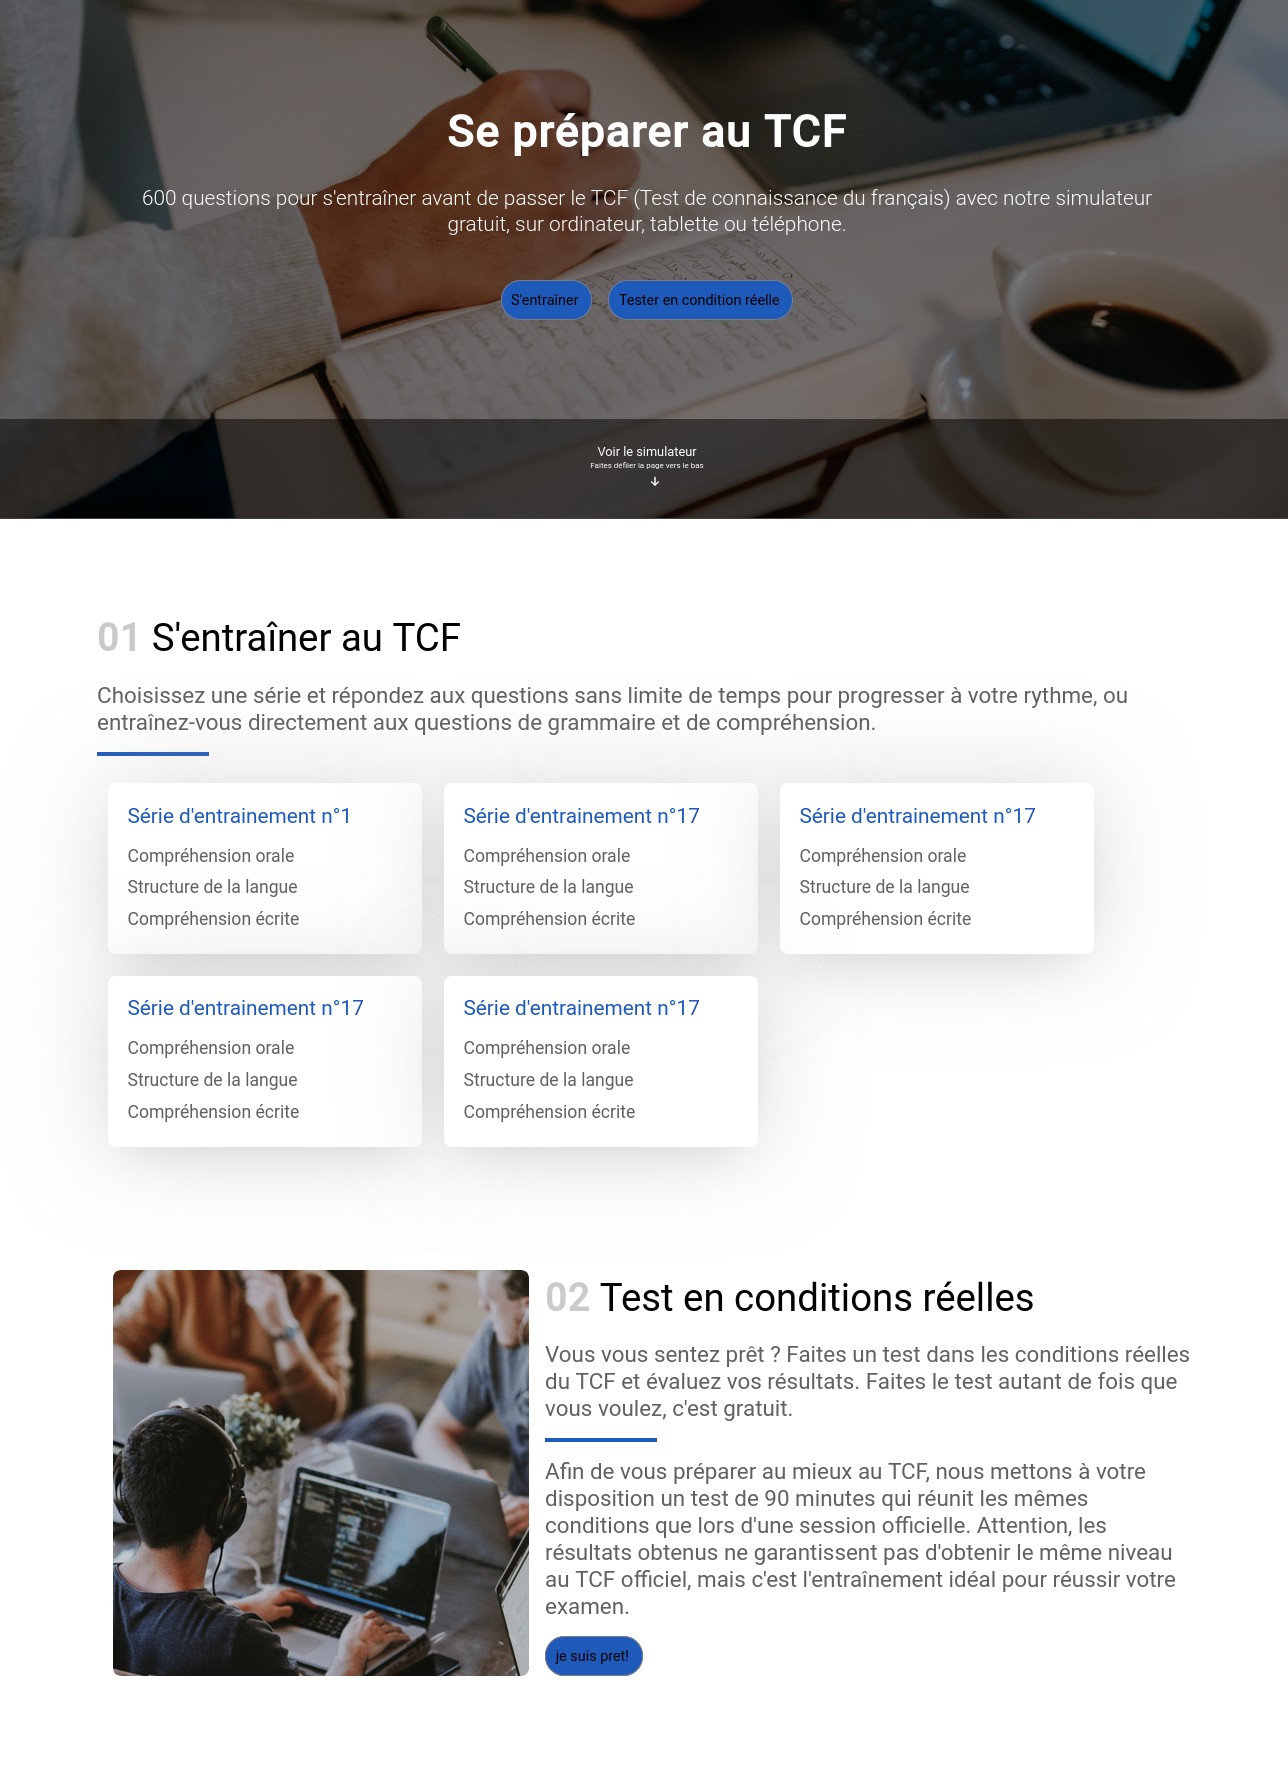 Se préparer au TCF
600 questions pour s'entraîner avant de passer le TCF (Test de connaissance du français) avec notre simulateur
gratuit, sur ordinateur, tablette ou téléphone.
S'entraîner
Tester en condition réelle
Voir le simulateur
Faites défiler la page vers le bas
01 S'entraîner au TCF
Choisissez une série et répondez aux questions sans limite de temps pour progresser à votre rythme, ou
entraînez-vous directement aux questions de grammaire et de compréhension.
Série d'entrainement n°1
Compréhension orale
Structure de la langue
Compréhension écrite
Série d'entrainement n°17
Compréhension orale
Structure de la langue
Compréhension écrite
Série d'entrainement n°17
Compréhension orale
Structure de la langue
Compréhension écrite
Série d'entrainement n°17
Compréhension orale
Structure de la langue
Compréhension écrite
Série d'entrainement n°17
Compréhension orale
Structure de la langue
Compréhension écrite
02 Test en conditions réelles
Vous vous sentez prêt ? Faites un test dans les conditions réelles
du TCF et évaluez vos résultats. Faites le test autant de fois que
vous voulez, c'est gratuit.
Afin de vous préparer au mieux au TCF, nous mettons à votre
disposition un test de 90 minutes qui réunit les mêmes
conditions que lors d'une session officielle. Attention, les
résultats obtenus ne garantissent pas d'obtenir le même niveau
au TCF officiel, mais c'est l'entraînement idéal pour réussir votre
examen.
je suis pret!